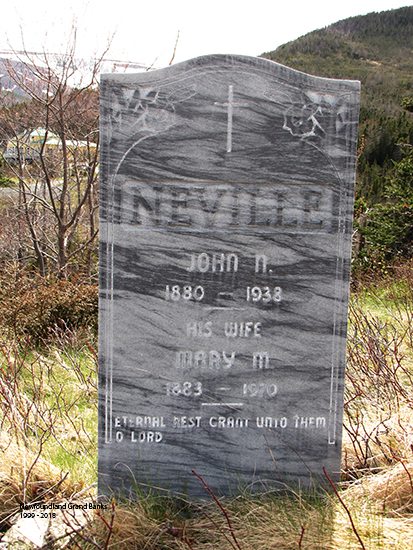 NEVILLE
JOHN N.
1880 - 1938
HIS WIFE
MARY M.
1883 - 1970
ETERNAL REST GRANT UNTO THEM
O LORD
Newfoundland Grand Banks
1999 - 2018